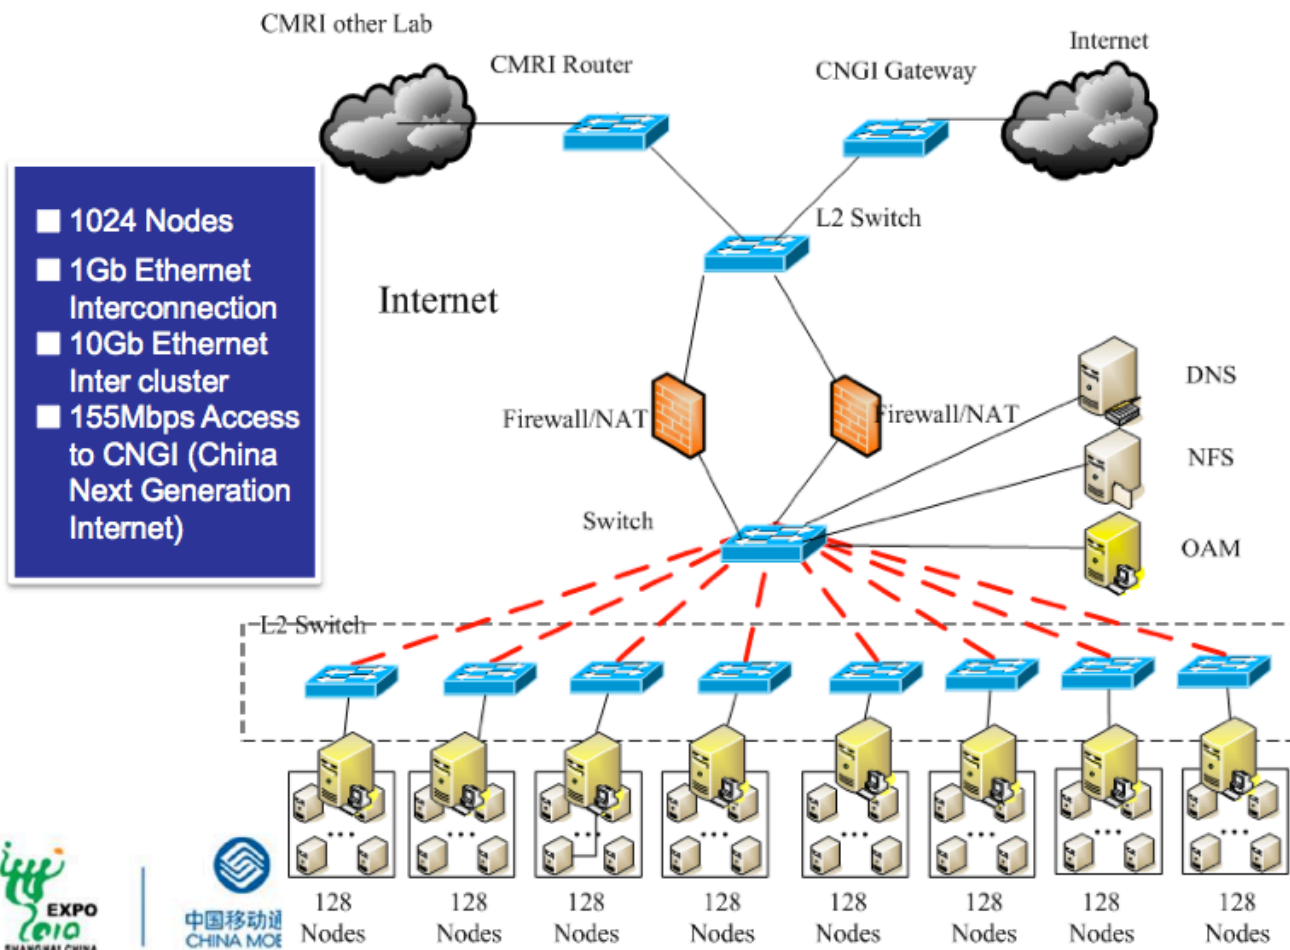 CMRI other Lab
CMRI Router
CNGI Gateway
Internet
L2 Switch
1024 Nodes
1Gb Ethernet
Interconnection
10Gb Ethernet
Inter cluster
155Mbps Access
to CNGI (China
Next Generation
Internet)
Internet
Firewall/NAT
Firewall/NAT
DNS
NFS
OAM
Switch
L2 Switch
128
Nodes
128
Nodes
128
Nodes
128
Nodes
128
Nodes
128
Nodes
128
Nodes
128
Nodes
EXPO
2010
SHANGHAI CHINA
中国移动通
CHINA MOB